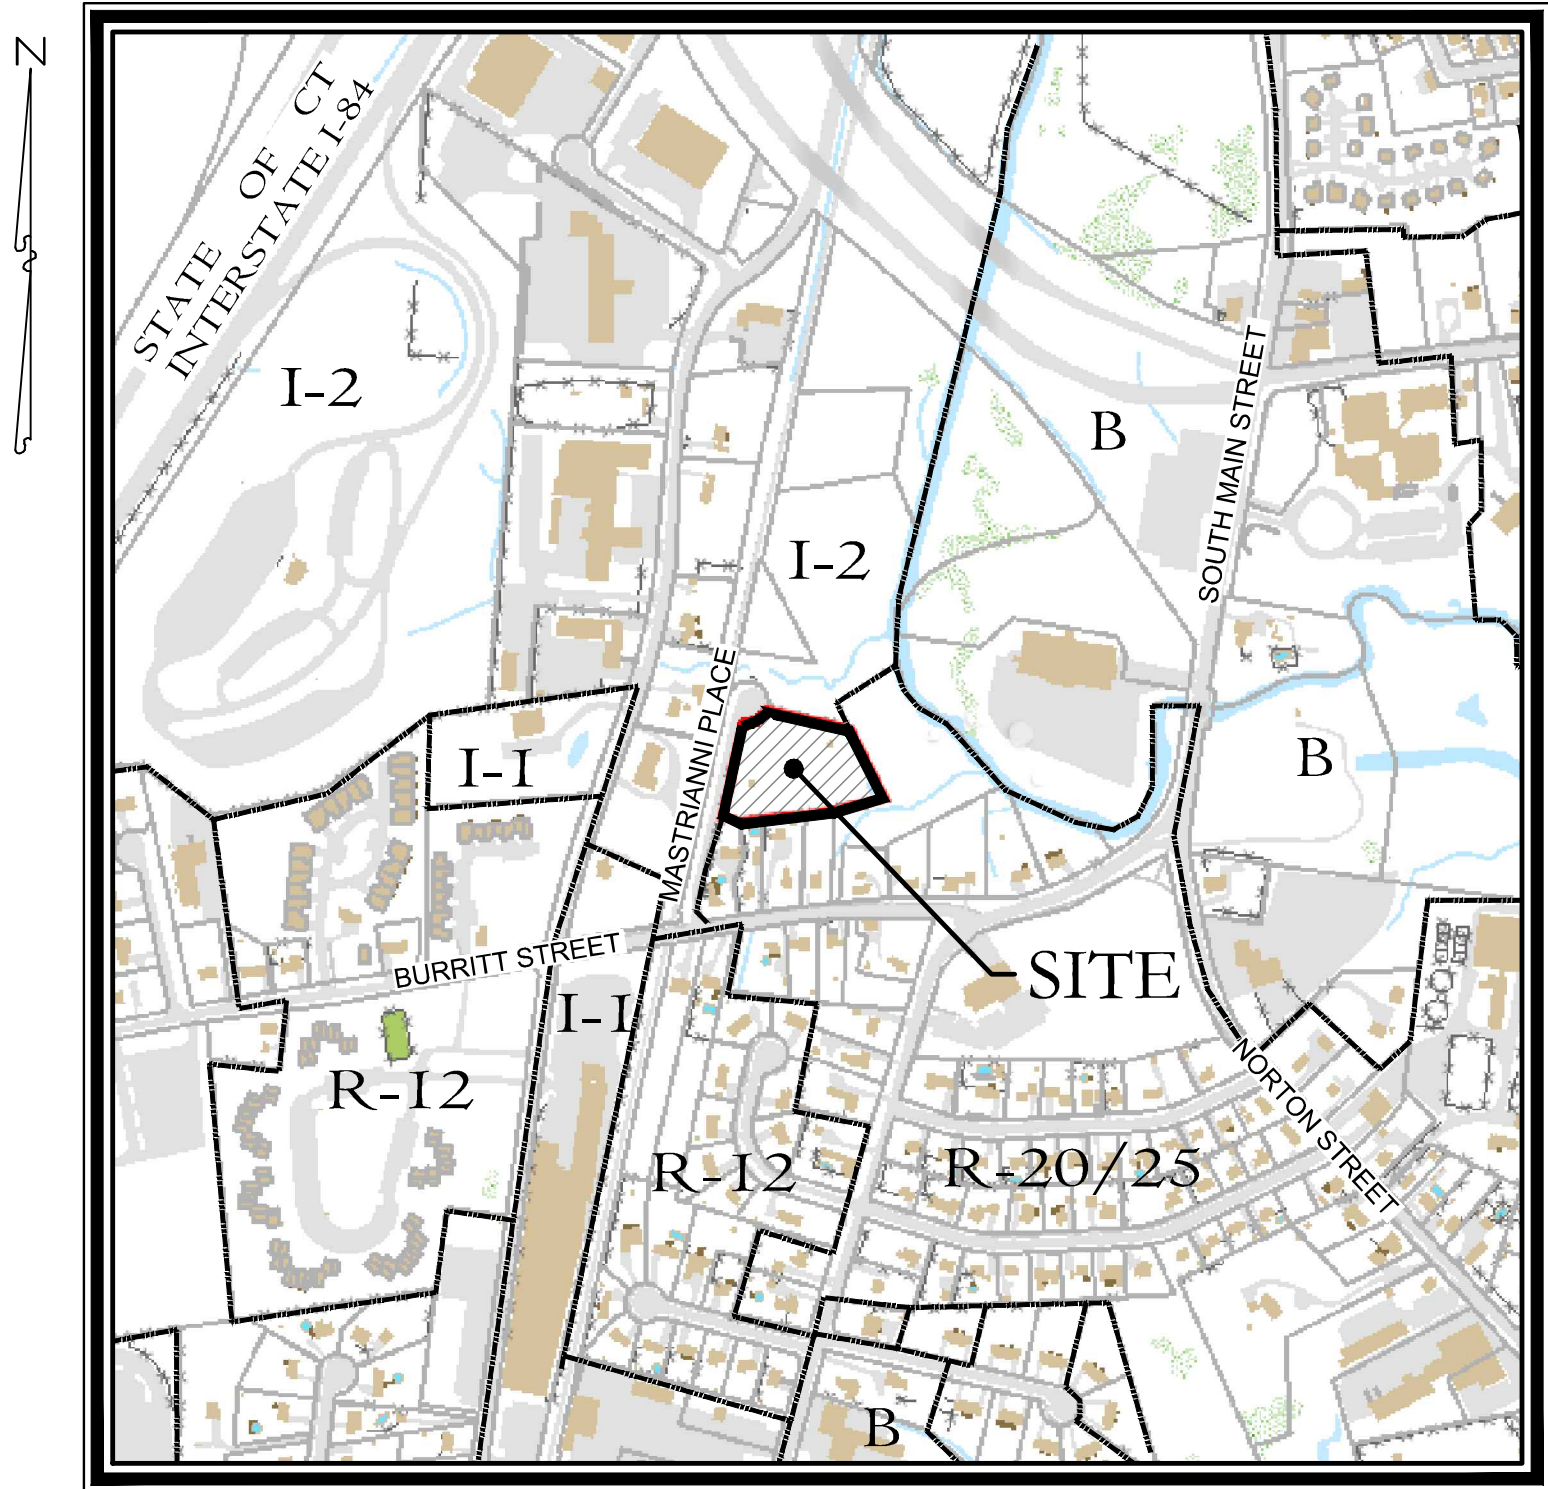 N
STATE OF CT
INTERSTATE I-84
I-2
B
SOUTH MAIN STREET
I-2
I-1
MASTRIANNI PLACE
B
BURRITT STREET
SITE
I-1
R-12
NORTON STREET
R-12
R-20/25
B